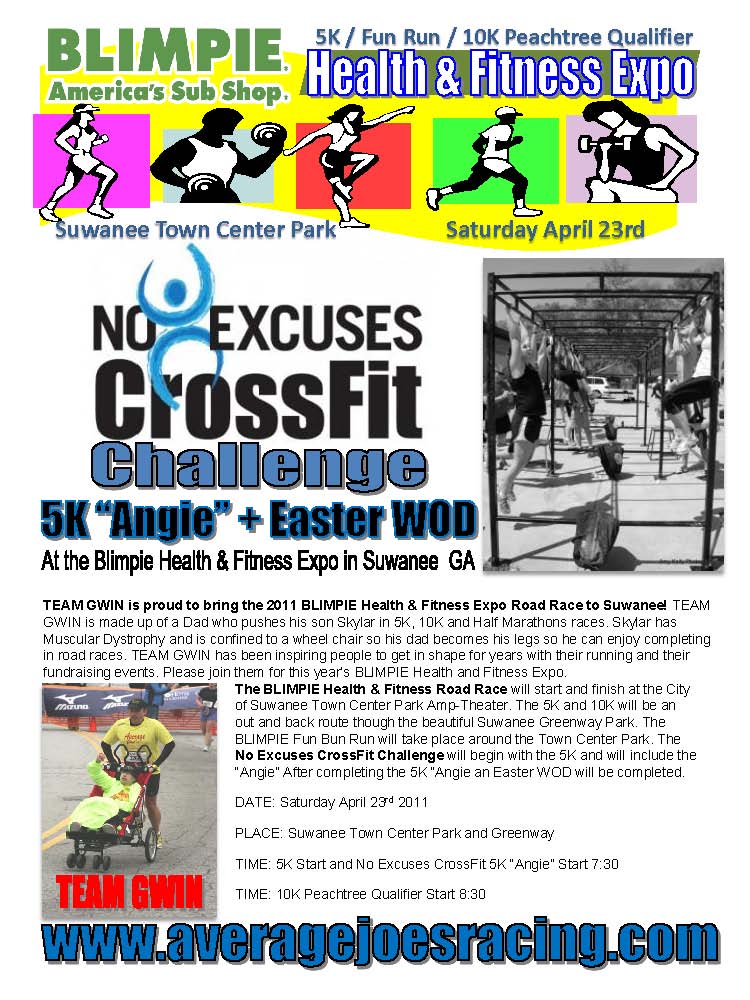 5K / Fun Run / 10K Peachtree Qualifier
BLIMPIE®
America's Sub Shop.
Health & Fitness Expo
Suwanee Town Center Park
Saturday April 23rd
NO EXCUSES
CrossFit
Challenge
5K "Angie" + Easter WOD
At the Blimpie Health & Fitness Expo in Suwanee GA
TEAM GWIN is proud to bring the 2011 BLIMPIE Health & Fitness Expo Road Race to Suwanee! TEAM
GWIN is made up of a Dad who pushes his son Skylar in 5K, 10K and Half Marathons races. Skylar has
Muscular Dystrophy and is confined to a wheel chair so his dad becomes his legs so he can enjoy completing
in road races. TEAM GWIN has been inspiring people to get in shape for years with their running and their
fundraising events. Please join them for this year's BLIMPIE Health and Fitness Expo.
The BLIMPIE Health & Fitness Road Race will start and finish at the City
of Suwanee Town Center Park Amp-Theater. The 5K and 10K will be an
out and back route though the beautiful Suwanee Greenway Park. The
BLIMPIE Fun Bun Run will take place around the Town Center Park. The
No Excuses CrossFit Challenge will begin with the 5K and will include the
"Angie" After completing the 5K "Angie an Easter WOD will be completed.
DATE: Saturday April 23rd 2011
PLACE: Suwanee Town Center Park and Greenway
TIME: 5K Start and No Excuses CrossFit 5K "Angie" Start 7:30
TIME: 10K Peachtree Qualifier Start 8:30
MIZUNO
Average
TEAM GWIN
www.averagejoesracing.com